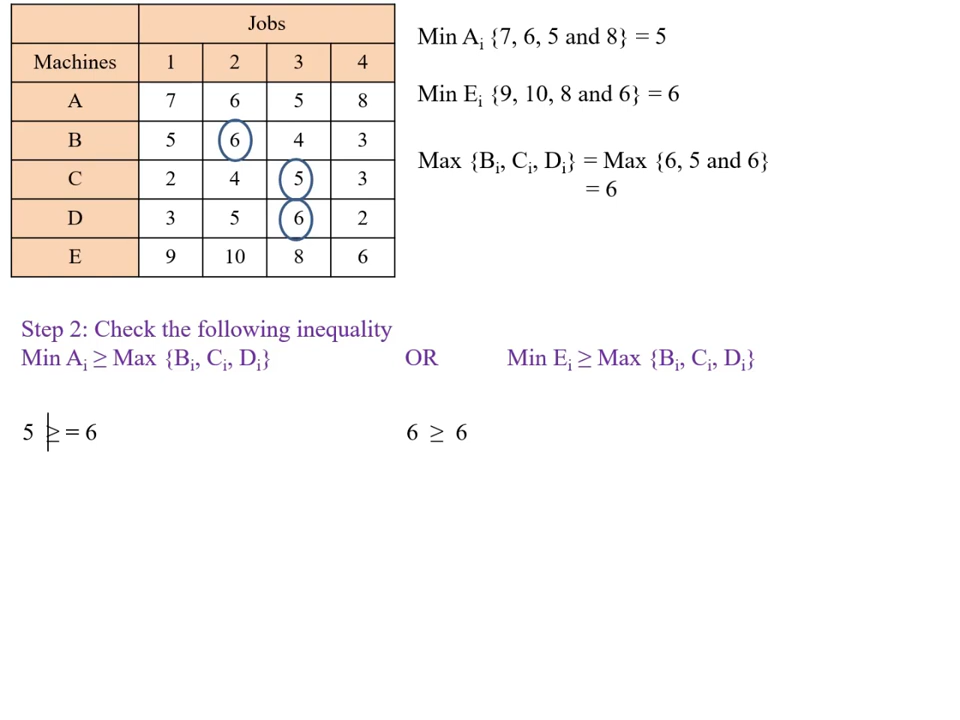 Jobs
Machines 1 2 3 4
A 7 6 5 8
B 5 6 4 3
C 2 4 5 3
D 3 5 6 2
E 9 10 8 6
Min Ai {7, 6, 5 and 8} = 5
Min Ei {9, 10, 8 and 6} = 6
Max {Bi, Ci, Di} = Max {6, 5 and 6}
= 6
Step 2: Check the following inequality
Min Ai ≥ Max {Bi, Ci, Di} OR Min Ei ≥ Max {Bi, Ci, Di}
5 ≱ = 6 6 ≥ 6